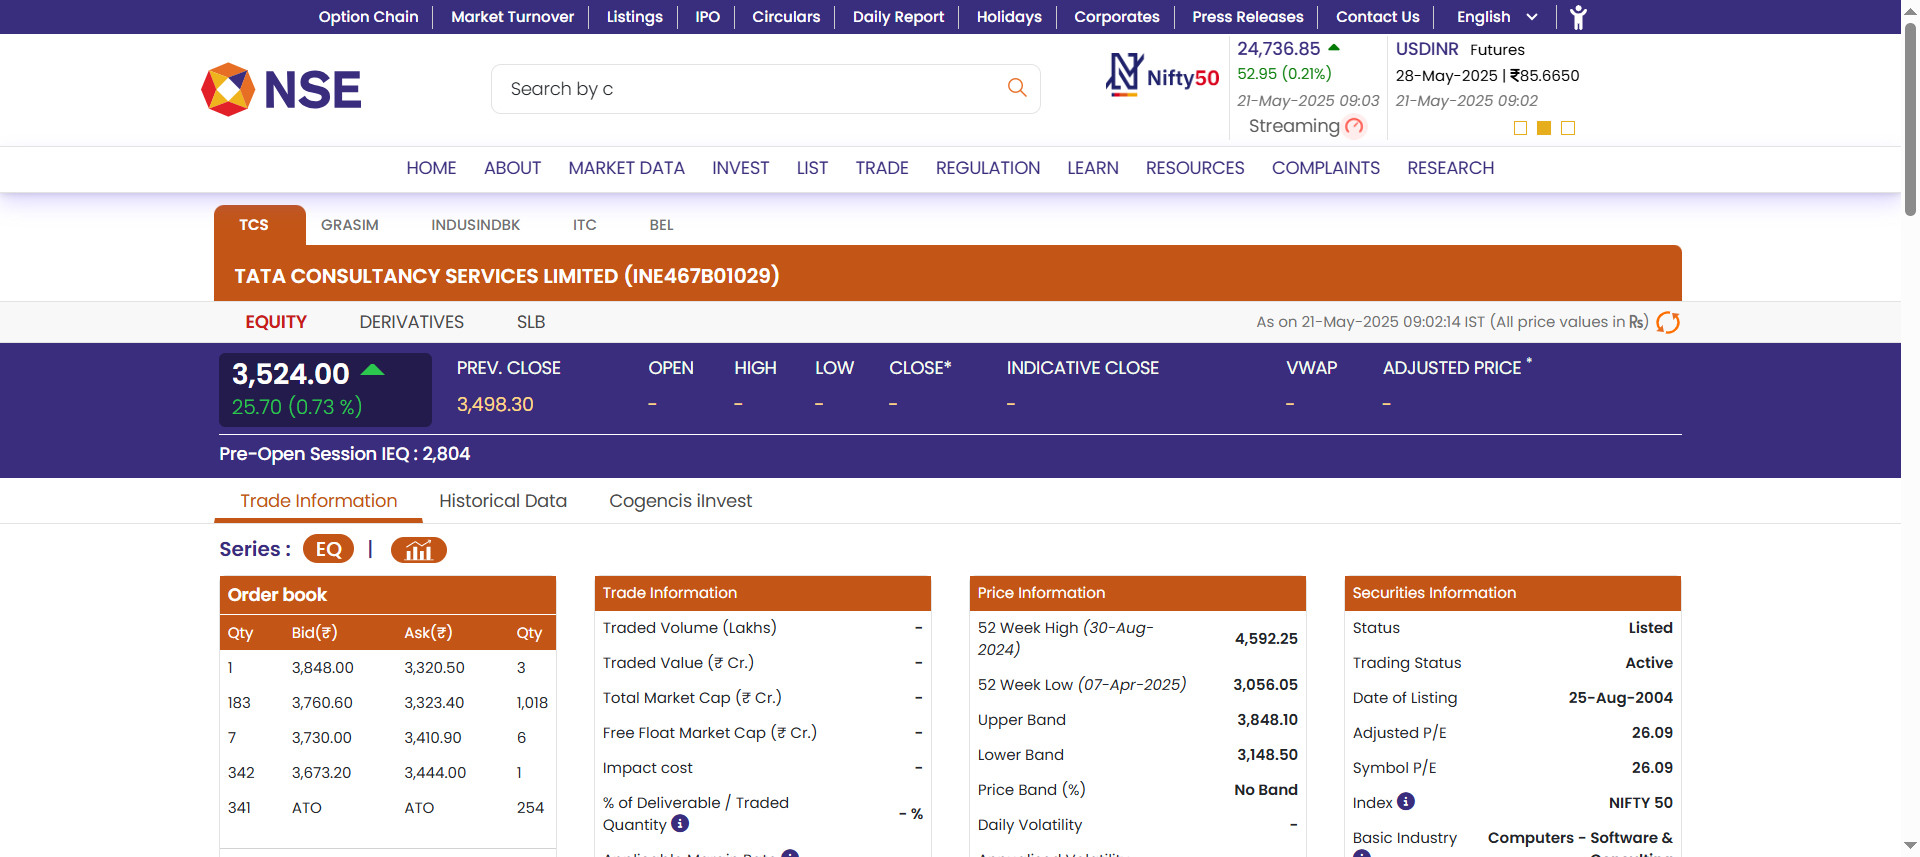 Option Chain
Market Turnover
Listings
IPO
Circulars
Daily Report
Holidays
Corporates
Press Releases
Contact Us
English
NSE
Search by c
Nifty50
24,736.85
52.95 (0.21%)
21-May-2025 09:03
Streaming
USDINR Futures
28-May-2025 | ₹85.6650
21-May-2025 09:02
HOME ABOUT MARKET DATA INVEST LIST TRADE REGULATION LEARN RESOURCES COMPLAINTS RESEARCH
TCS GRASIM INDUSINDBK ITC BEL
TATA CONSULTANCY SERVICES LIMITED (INE467B01029)
EQUITY DERIVATIVES SLB
As on 21-May-2025 09:02:14 IST (All price values in ₨)
3,524.00
25.70 (0.73 %)
PREV. CLOSE OPEN HIGH LOW CLOSE* INDICATIVE CLOSE VWAP ADJUSTED PRICE *
3,498.30 - - - - - - -
Pre-Open Session IEQ : 2,804
Trade Information Historical Data Cogencis iInvest
Series : EQ |
Order book
Qty Bid(₹) Ask(₹) Qty
1 3,848.00 3,320.50 3
183 3,760.60 3,323.40 1,018
7 3,730.00 3,410.90 6
342 3,673.20 3,444.00 1
341 ATO ATO 254
Trade Information
Traded Volume (Lakhs) -
Traded Value (₹ Cr.) -
Total Market Cap (₹ Cr.) -
Free Float Market Cap (₹ Cr.) -
Impact cost -
% of Deliverable / Traded
Quantity - %
Price Information
52 Week High (30-Aug-
2024) 4,592.25
52 Week Low (07-Apr-2025) 3,056.05
Upper Band 3,848.10
Lower Band 3,148.50
Price Band (%) No Band
Daily Volatility -
Securities Information
Status Listed
Trading Status Active
Date of Listing 25-Aug-2004
Adjusted P/E 26.09
Symbol P/E 26.09
Index NIFTY 50
Basic Industry Computers - Software &